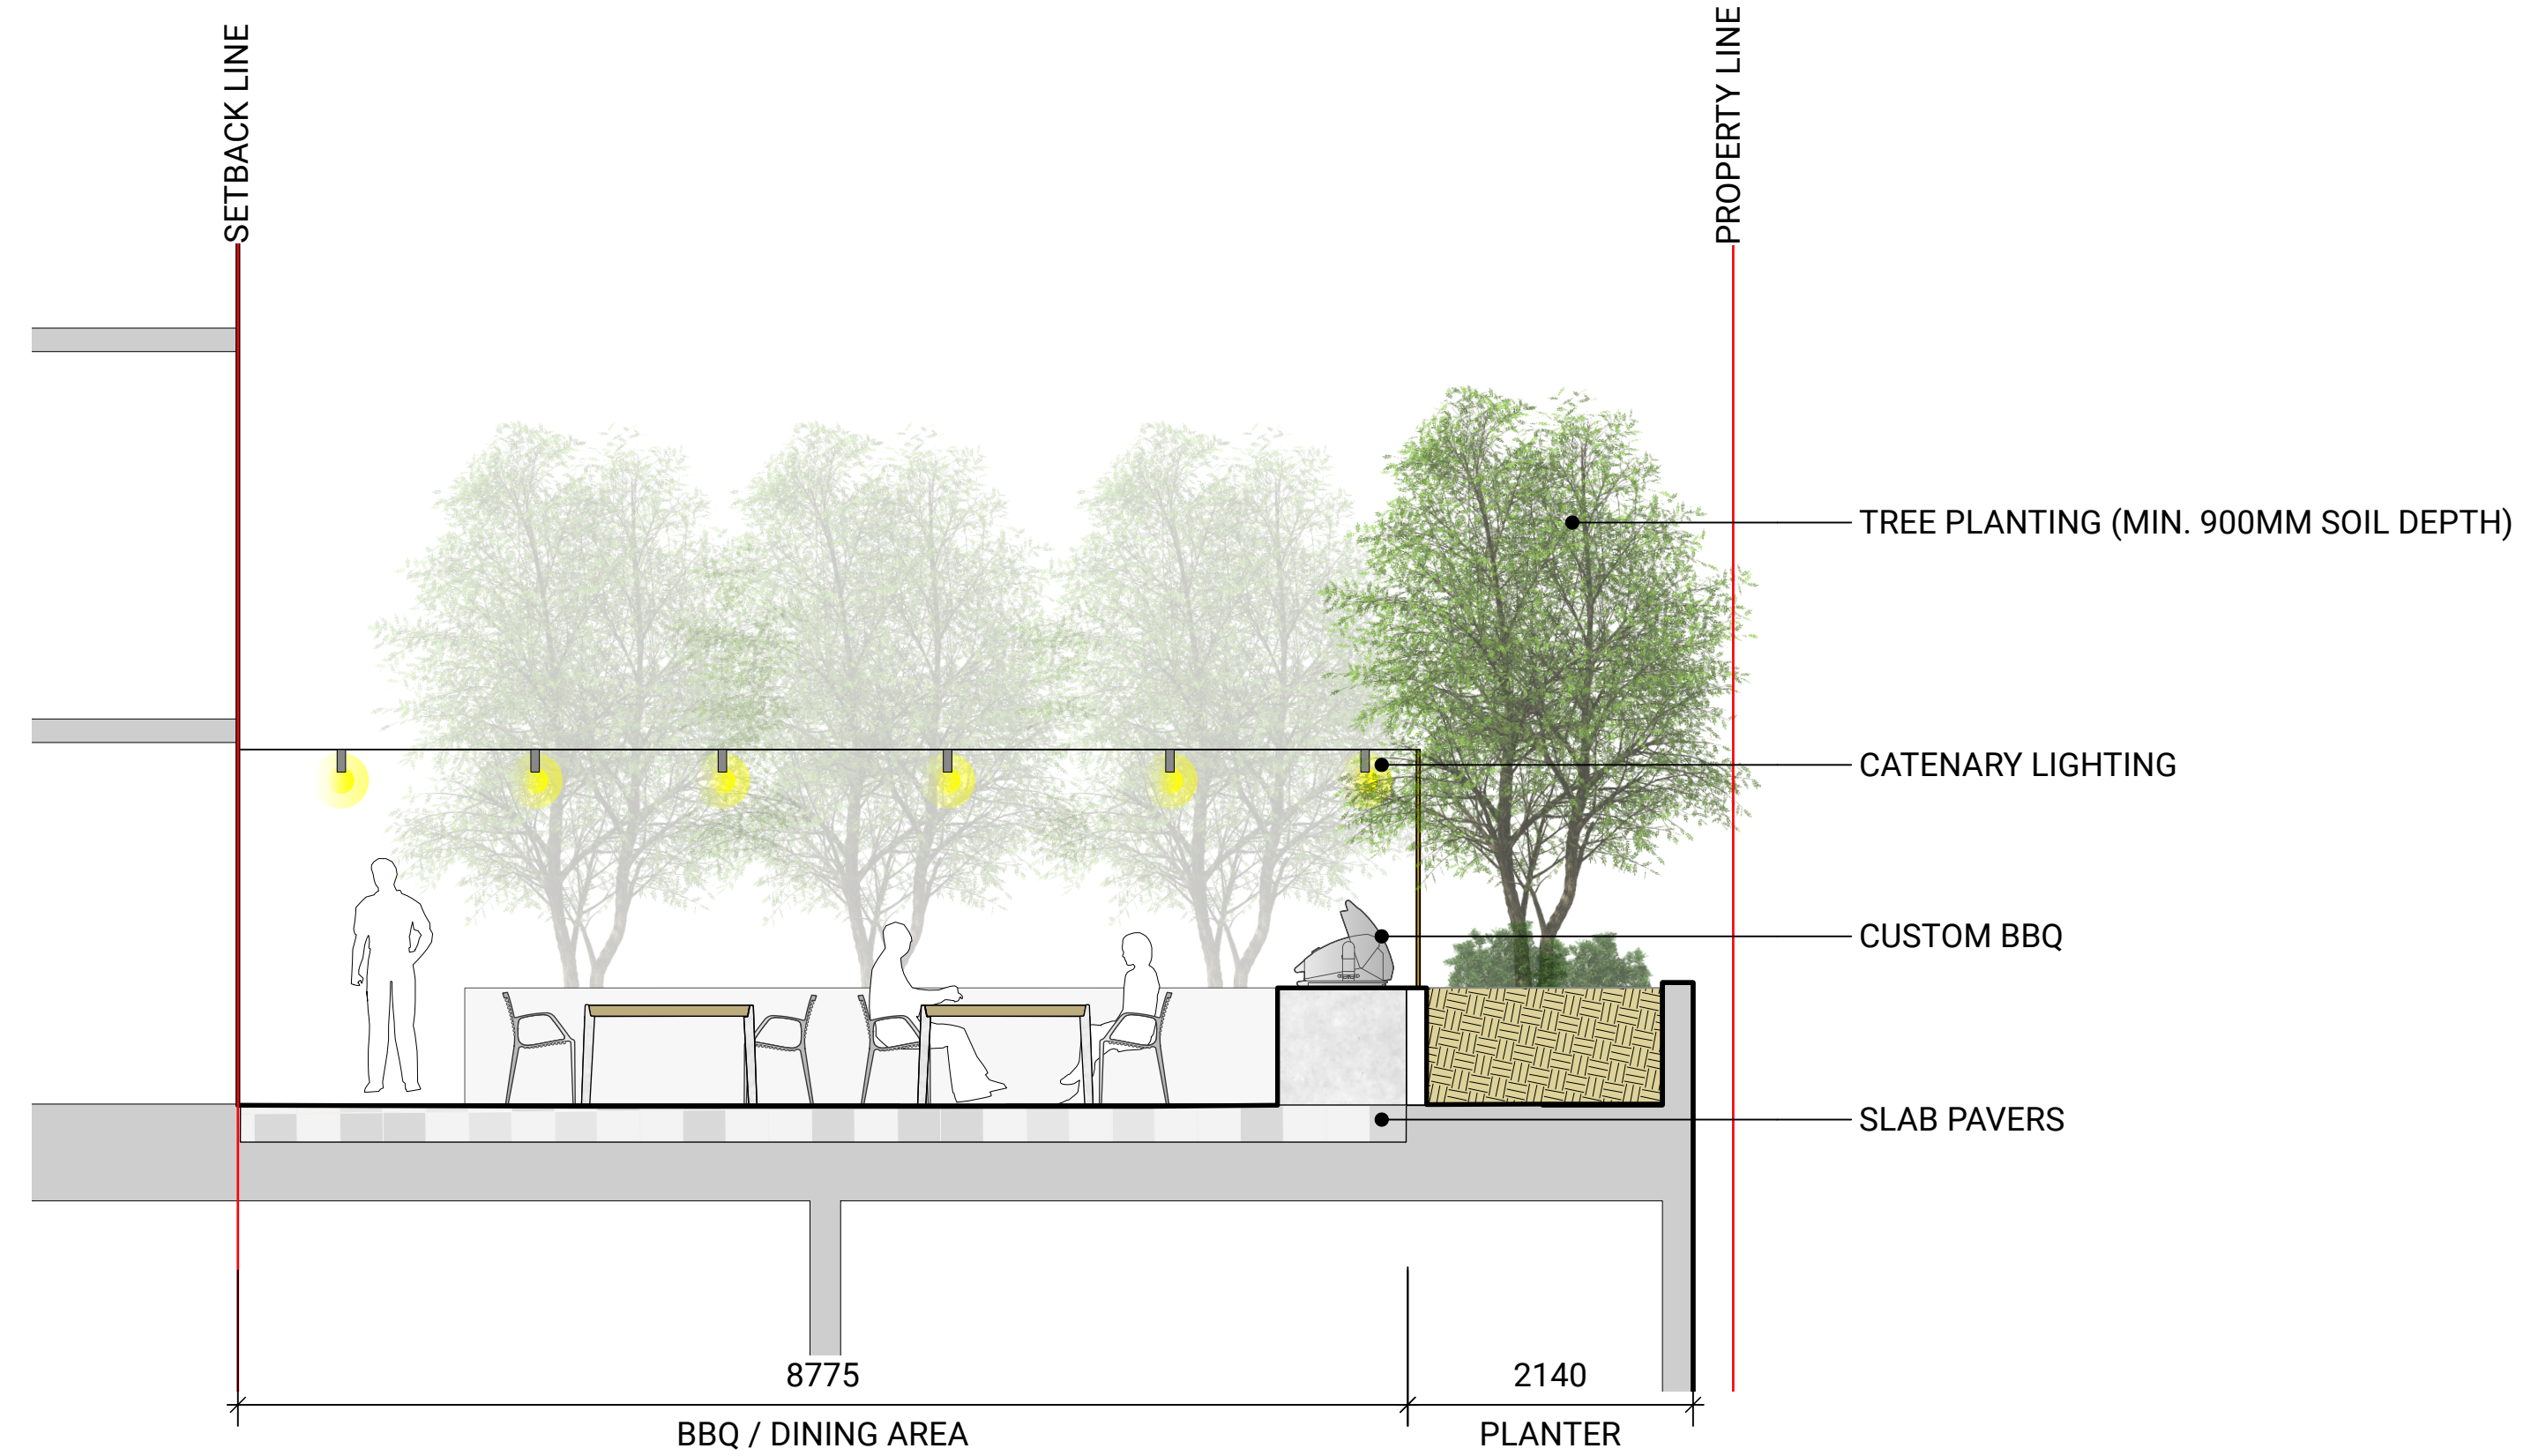 SETBACK LINE
PROPERTY LINE
TREE PLANTING (MIN. 900MM SOIL DEPTH)
CATENARY LIGHTING
CUSTOM BBQ
SLAB PAVERS
8775
2140
BBQ / DINING AREA
PLANTER